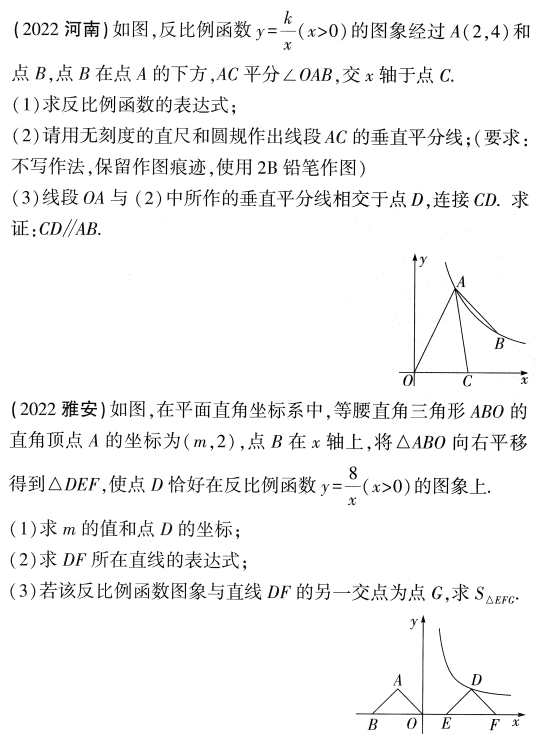 (2022 河南)如图,反比例函数 y=k/x(x>0)的图象经过 A(2,4)和
点 B,点 B 在点 A 的下方,AC 平分∠OAB,交 x 轴于点 C.
(1)求反比例函数的表达式;
(2)请用无刻度的直尺和圆规作出线段 AC 的垂直平分线;(要求:
不写作法,保留作图痕迹,使用 2B 铅笔作图)
(3)线段 OA 与 (2)中所作的垂直平分线相交于点 D,连接 CD. 求
证:CD∥AB.
y
A
B
O C x
(2022 雅安)如图,在平面直角坐标系中,等腰直角三角形 ABO 的
直角顶点 A 的坐标为(m,2),点 B 在 x 轴上,将△ABO 向右平移
得到△DEF,使点 D 恰好在反比例函数 y=8/x(x>0)的图象上.
(1)求 m 的值和点 D 的坐标;
(2)求 DF 所在直线的表达式;
(3)若该反比例函数图象与直线 DF 的另一交点为点 G,求 S△EFG.
y
A D
B O E F x